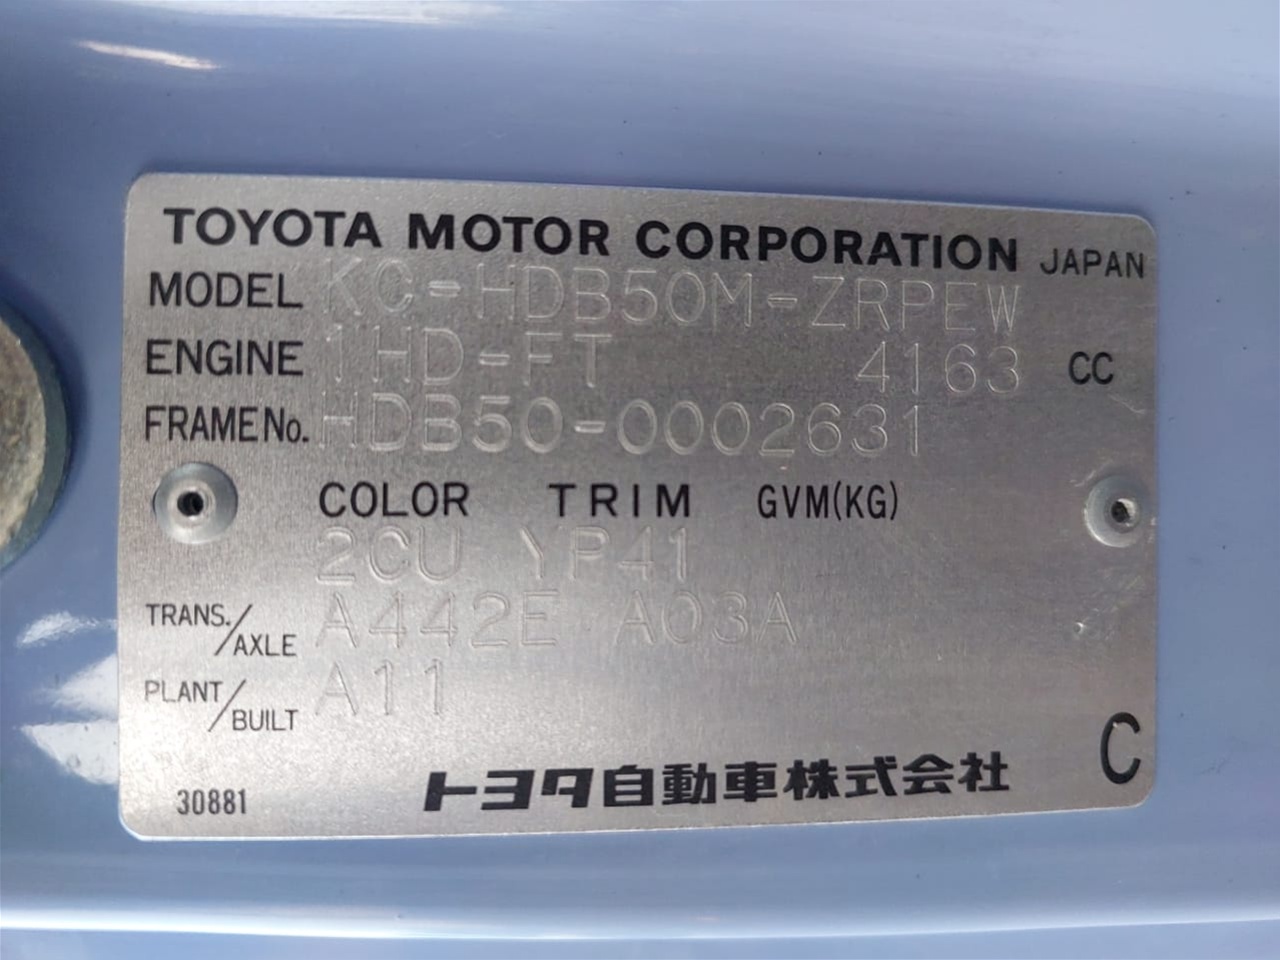 TOYOTA MOTOR CORPORATION JAPAN
MODEL KC-HDB50M-ZRPEW
ENGINE 1HD-FT 4163 CC
FRAME No. HDB50-0002631
COLOR TRIM GVM(KG)
2CU YP41
TRANS./AXLE A442E A03A
PLANT/BUILT A11
トヨタ自動車株式会社 C
30881